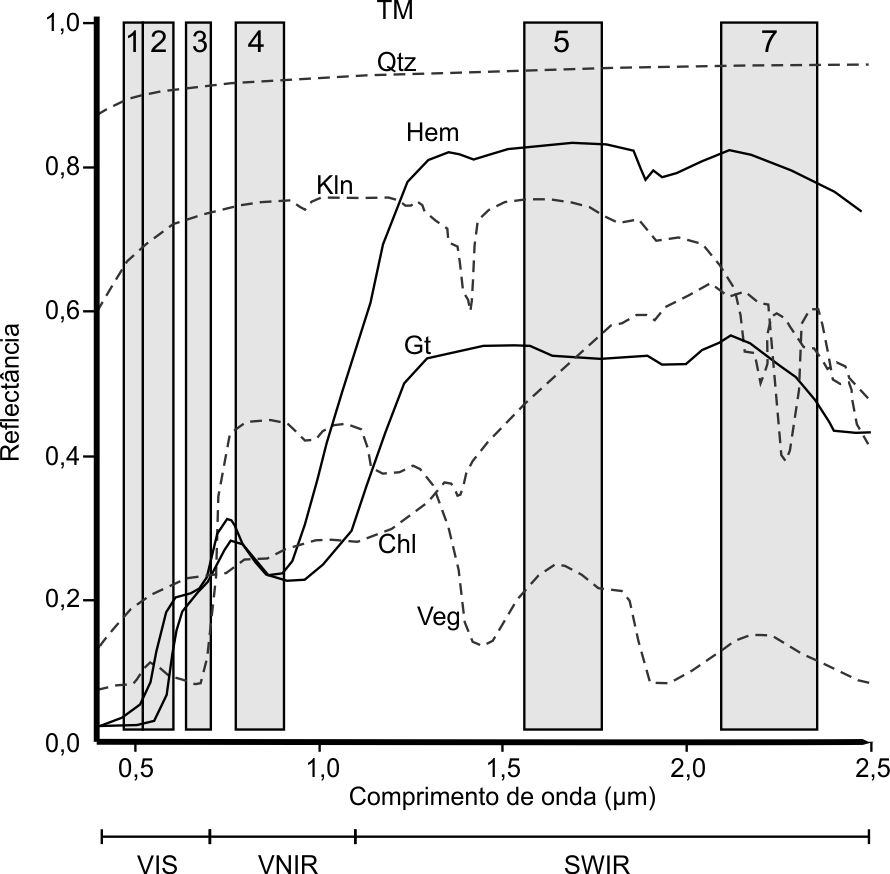 TM
1,0
1 2 3 4 5 7
Qtz
Hem
0,8
Kln
0,6
Gt
0,4
Chl
0,2
Veg
0,0
Reflectância
0,5 1,0 1,5 2,0 2,5
Comprimento de onda (µm)
VIS VNIR SWIR